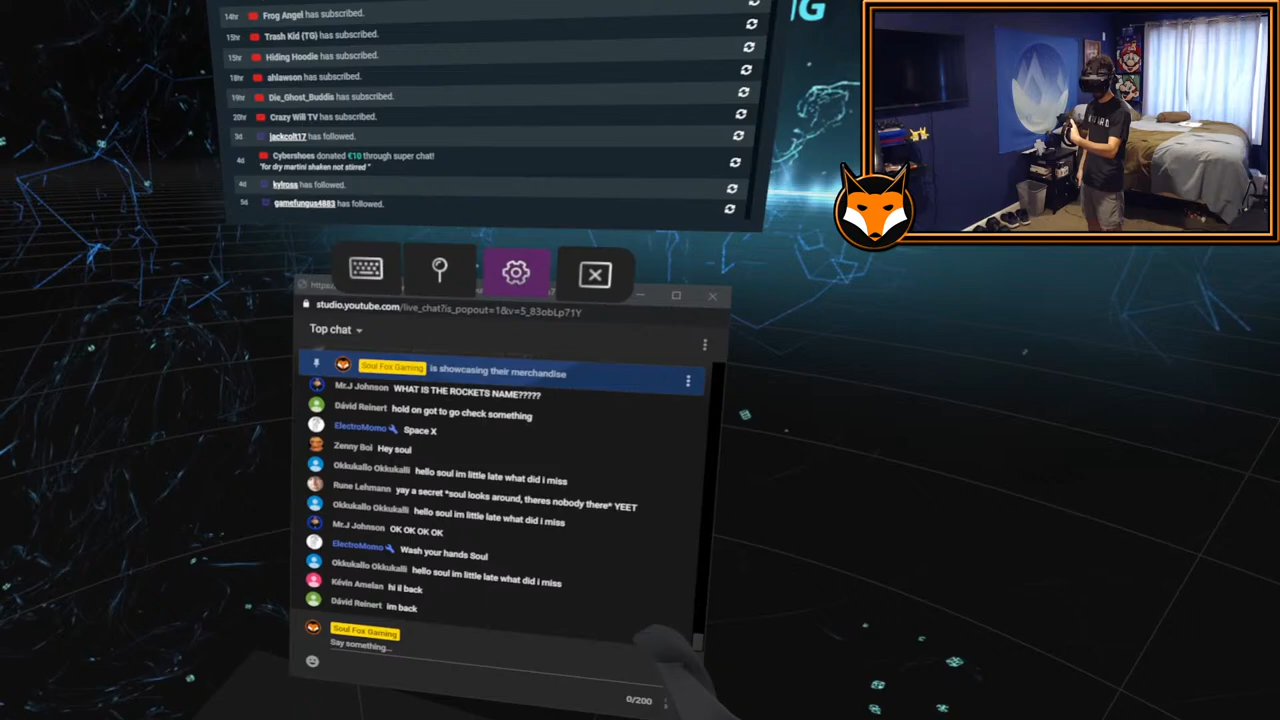 14hr Frog Angel has subscribed.
15hr Trash Kid (TG) has subscribed.
15hr Hiding Hoodie has subscribed.
18hr ahlawson has subscribed.
19hr Die_Ghost_Buddis has subscribed.
20hr Crazy Will TV has subscribed.
3d jackcolt17 has followed.
4d Cybershoes donated €10 through super chat!
"for dry martini shaken not stirred "
4d kylross has followed.
5d gamefungus4883 has followed.
studio.youtube.com/live_chat?is_popout=1&v=5_83obLp71Y
Top chat
Soul Fox Gaming is showcasing their merchandise
Mr.J Johnson WHAT IS THE ROCKETS NAME?????
Dávid Reinert hold on got to go check something
ElectroMomo Space X
Zenny Boi Hey soul
Okkukallo Okkukalli hello soul im little late what did i miss
Rune Lehmann yay a secret *soul looks around, theres nobody there* YEET
Okkukallo Okkukalli hello soul im little late what did i miss
Mr.J Johnson OK OK OK OK
ElectroMomo Wash your hands Soul
Okkukallo Okkukalli hello soul im little late what did i miss
Kévin Amelan hi il back
Dávid Reinert im back
Soul Fox Gaming
Say something...
0/200